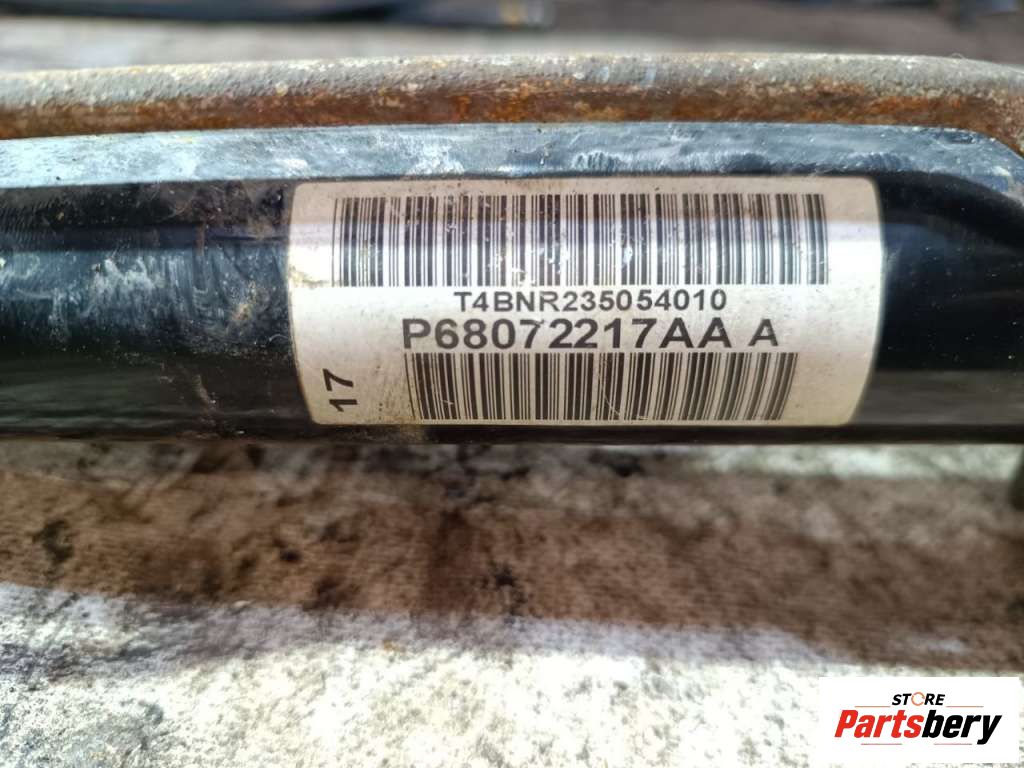 T4BNR235054010
P68072217AA A
17
STORE
Partsbery